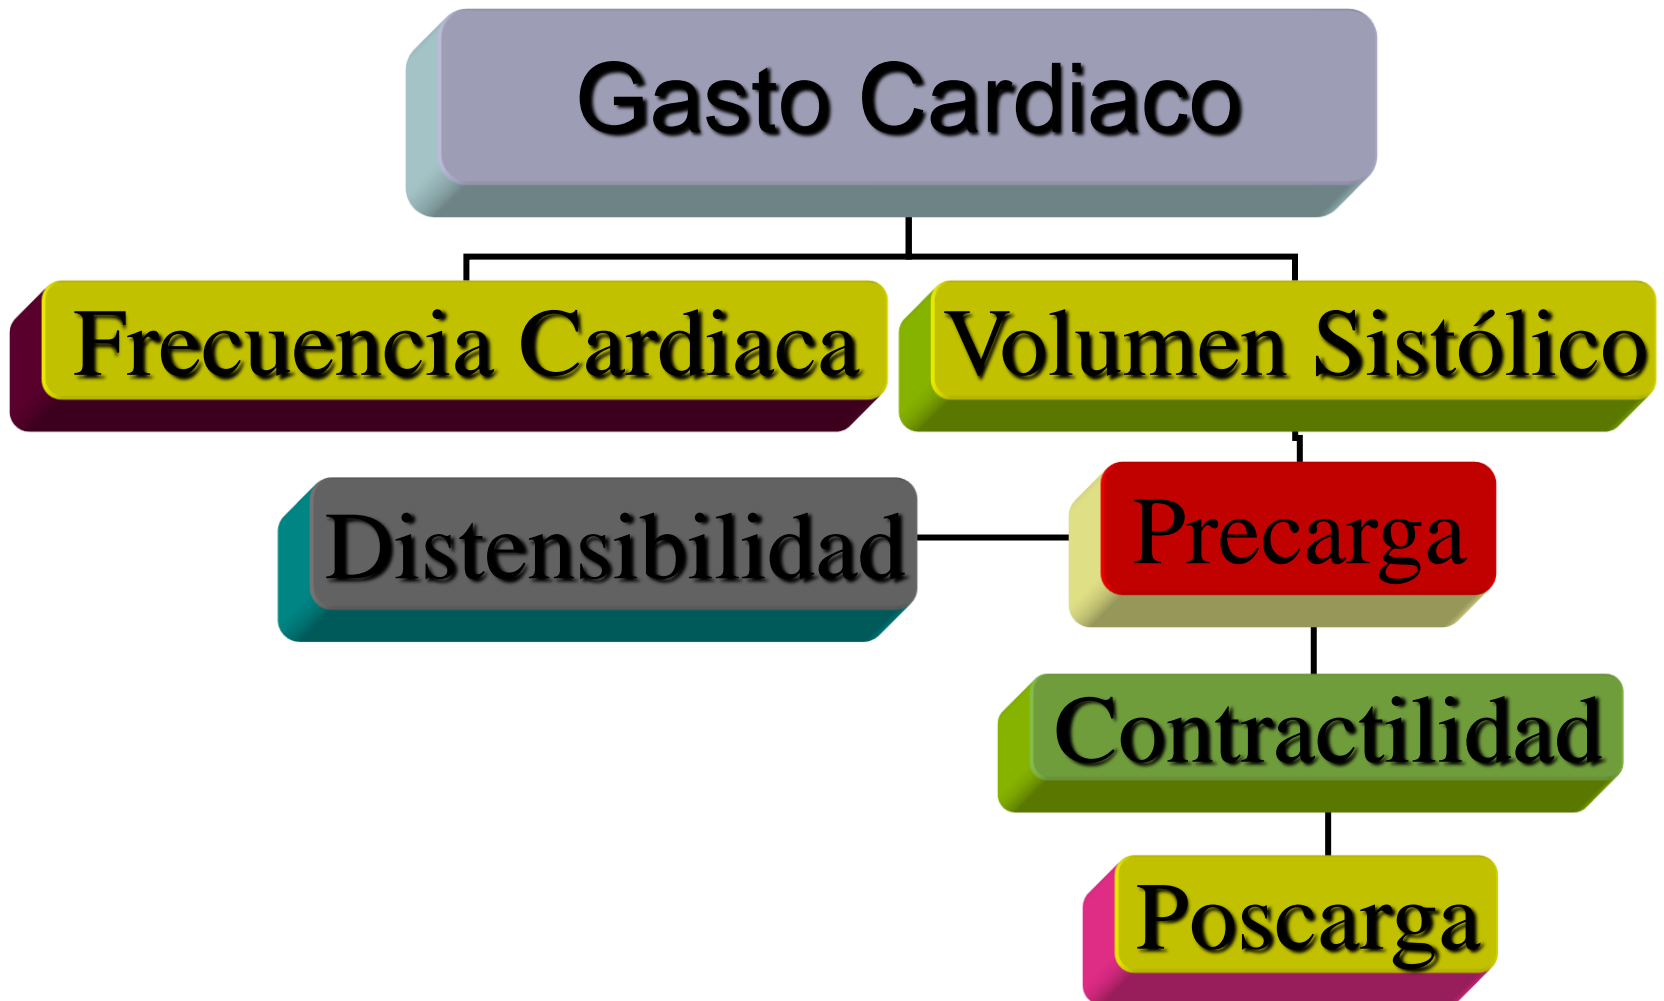 Gasto Cardiaco
Frecuencia Cardiaca
Volumen Sistólico
Distensibilidad
Precarga
Contractilidad
Poscarga